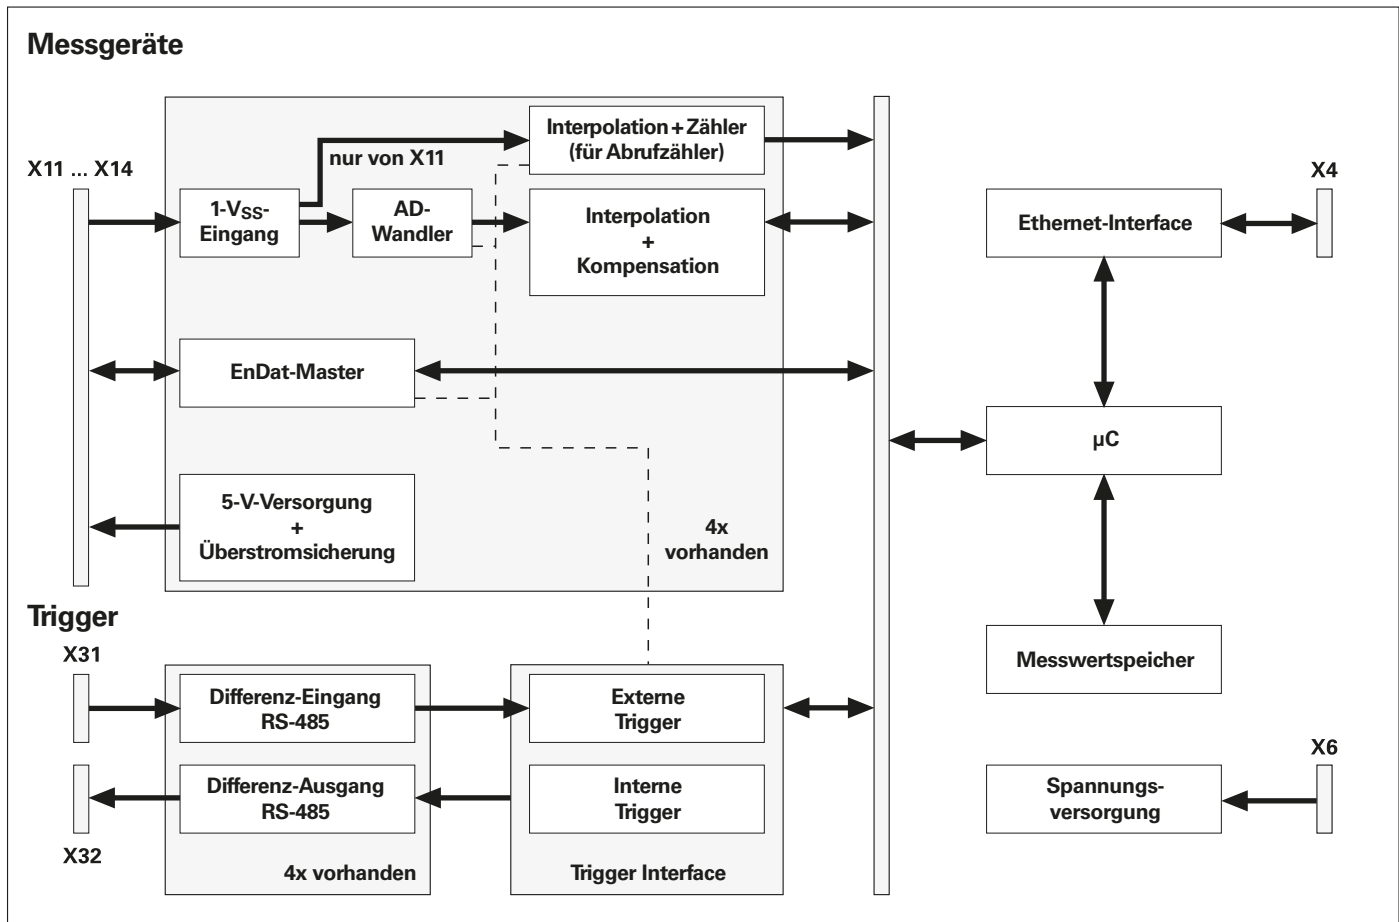 Messgeräte
X11 ... X14
1-VSS-
Eingang
nur von X11
AD-
Wandler
Interpolation + Zähler
(für Abrufzähler)
Interpolation
+
Kompensation
EnDat-Master
5-V-Versorgung
+
Überstromsicherung
4x
vorhanden
Ethernet-Interface
X4
µC
Messwertspeicher
X6
Spannungs-
versorgung
Trigger
X31
Differenz-Eingang
RS-485
Externe
Trigger
Differenz-Ausgang
RS-485
Interne
Trigger
X32
4x vorhanden
Trigger Interface